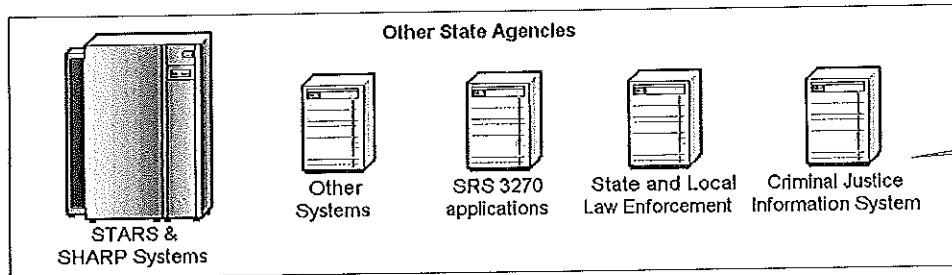 Other State Agencies
STARS &
SHARP Systems
Other
Systems
SRS 3270
applications
State and Local
Law Enforcement
Criminal Justice
Information System